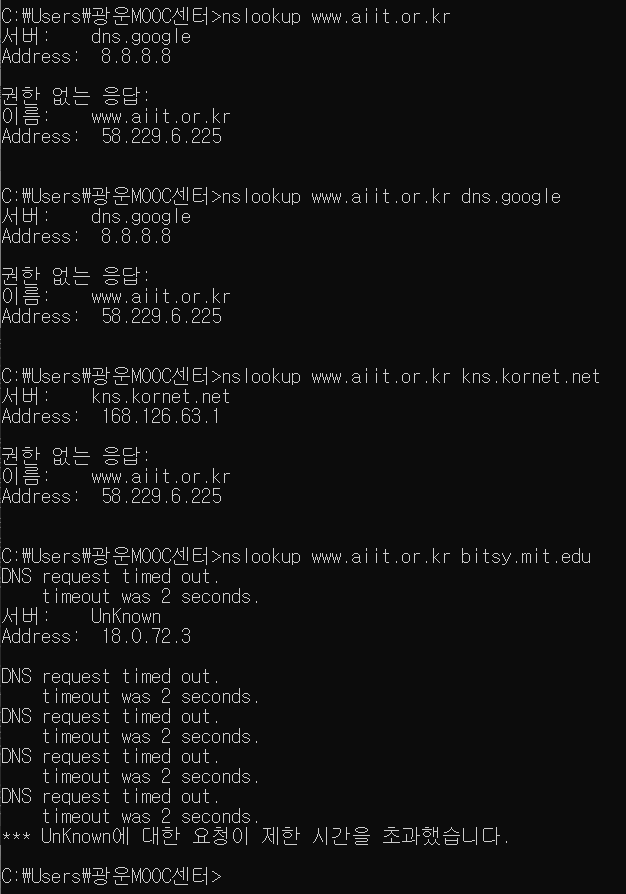 C:₩Users₩광운MOOC센터>nslookup www.aiit.or.kr
서버:    dns.google
Address:  8.8.8.8
권한 없는 응답:
이름:    www.aiit.or.kr
Address:  58.229.6.225
C:₩Users₩광운MOOC센터>nslookup www.aiit.or.kr dns.google
서버:    dns.google
Address:  8.8.8.8
권한 없는 응답:
이름:    www.aiit.or.kr
Address:  58.229.6.225
C:₩Users₩광운MOOC센터>nslookup www.aiit.or.kr kns.kornet.net
서버:    kns.kornet.net
Address:  168.126.63.1
권한 없는 응답:
이름:    www.aiit.or.kr
Address:  58.229.6.225
C:₩Users₩광운MOOC센터>nslookup www.aiit.or.kr bitsy.mit.edu
DNS request timed out.
    timeout was 2 seconds.
서버:    UnKnown
Address:  18.0.72.3
DNS request timed out.
    timeout was 2 seconds.
DNS request timed out.
    timeout was 2 seconds.
DNS request timed out.
    timeout was 2 seconds.
DNS request timed out.
    timeout was 2 seconds.
*** UnKnown에 대한 요청이 제한 시간을 초과했습니다.
C:₩Users₩광운MOOC센터>